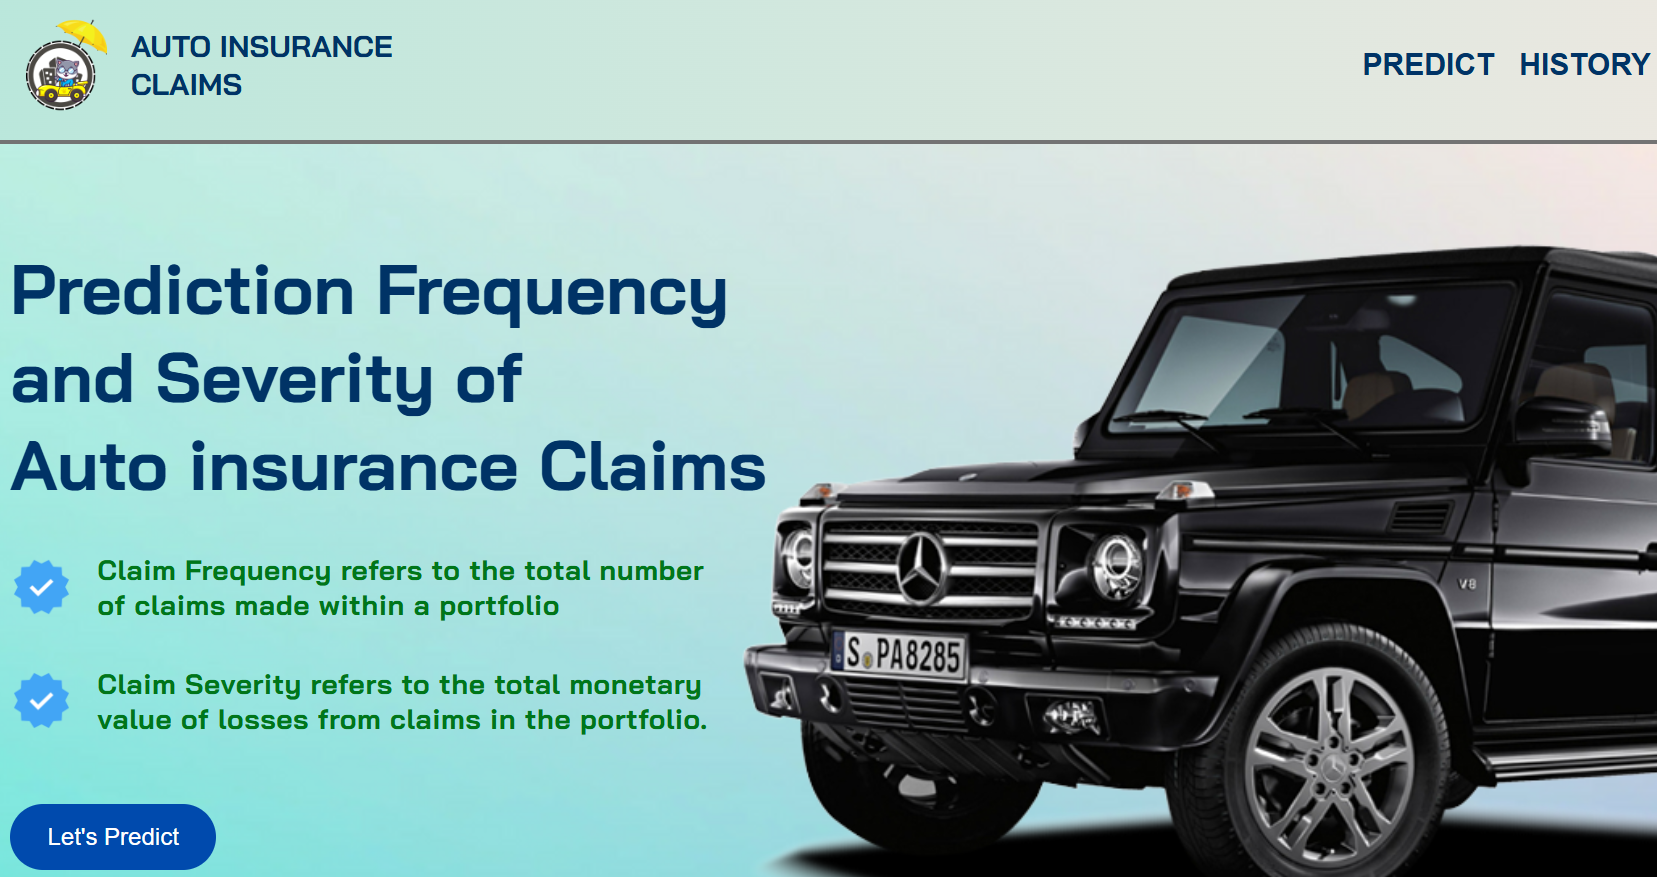 AUTO INSURANCE
CLAIMS
PREDICT HISTORY
Prediction Frequency
and Severity of
Auto insurance Claims
Claim Frequency refers to the total number
of claims made within a portfolio
Claim Severity refers to the total monetary
value of losses from claims in the portfolio.
Let's Predict
V8
S PA8285